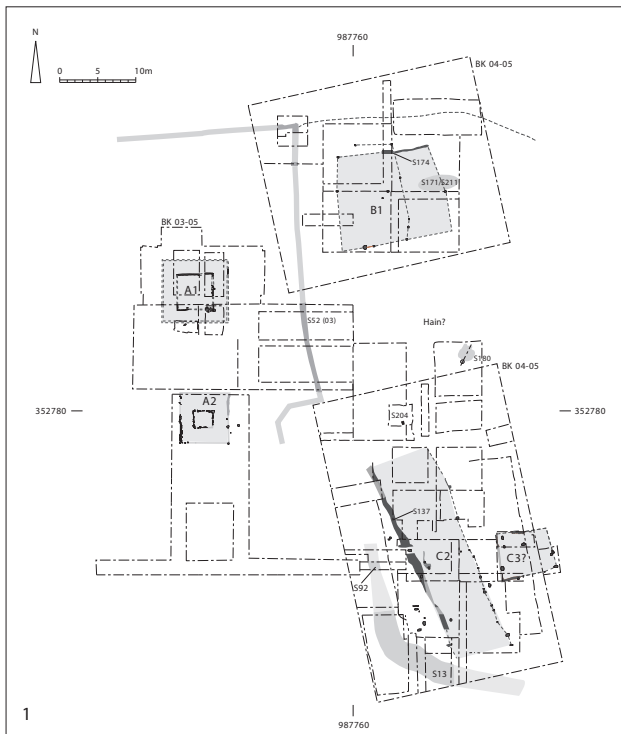 987760
N
0 5 10m
BK 04-05
S174
S171/S211
B1
BK 03-05
A1
S52 (03)
Hain?
S180
BK 04-05
A2
352780
352780
S204
S137
C2
C3?
S92
S13
1
987760